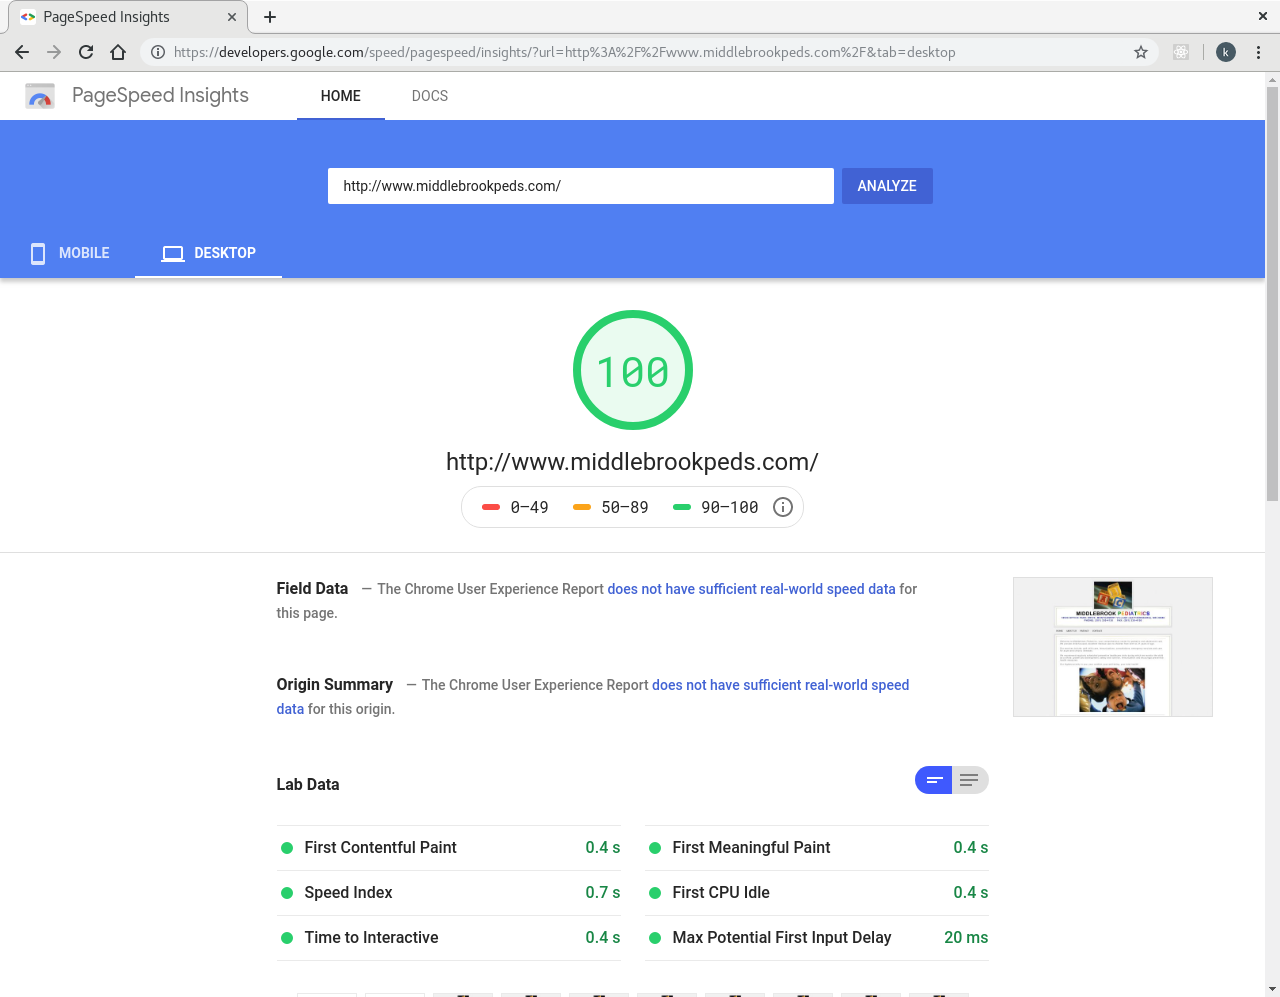 PageSpeed Insights
https://developers.google.com/speed/pagespeed/insights/?url=http%3A%2F%2Fwww.middlebrookpeds.com%2F&tab=desktop
k
PageSpeed Insights HOME DOCS
http://www.middlebrookpeds.com/ ANALYZE
MOBILE DESKTOP
100
http://www.middlebrookpeds.com/
0–49 50–89 90–100
Field Data — The Chrome User Experience Report does not have sufficient real-world speed data for
this page.
MIDDLEBROOK PEDIATRICS
Origin Summary — The Chrome User Experience Report does not have sufficient real-world speed
data for this origin.
Lab Data
First Contentful Paint 0.4 s
First Meaningful Paint 0.4 s
Speed Index 0.7 s
First CPU Idle 0.4 s
Time to Interactive 0.4 s
Max Potential First Input Delay 20 ms